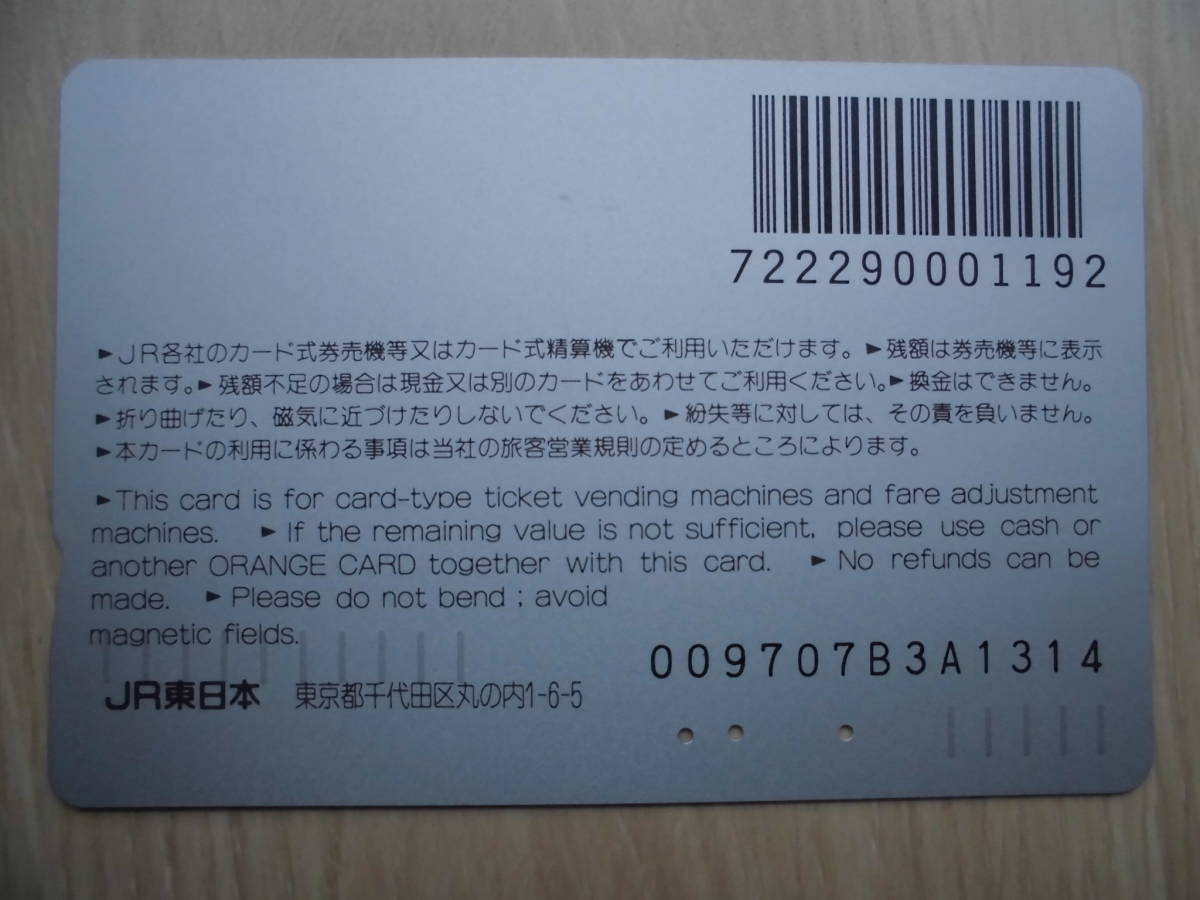 722290001192
►JR各社のカード式券売機等又はカード式精算機でご利用いただけます。►残額は券売機等に表示
されます。►残額不足の場合は現金又は別のカードをあわせてご利用ください。►換金はできません。
►折り曲げたり、磁気に近づけたりしないでください。►紛失等に対しては、その責を負いません。
►本カードの利用に係わる事項は当社の旅客営業規則の定めるところによります。
►This card is for card-type ticket vending machines and fare adjustment
machines. ►If the remaining value is not sufficient, please use cash or
another ORANGE CARD together with this card. ►No refunds can be
made. ►Please do not bend ; avoid
magnetic fields.
009707B3A1314
JR東日本 東京都千代田区丸の内1-6-5